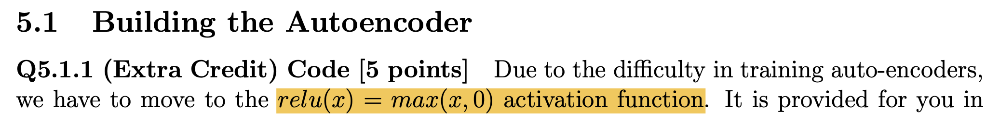 5.1 Building the Autoencoder
Q5.1.1 (Extra Credit) Code [5 points] Due to the difficulty in training auto-encoders,
we have to move to the relu(x) = max(x, 0) activation function. It is provided for you in